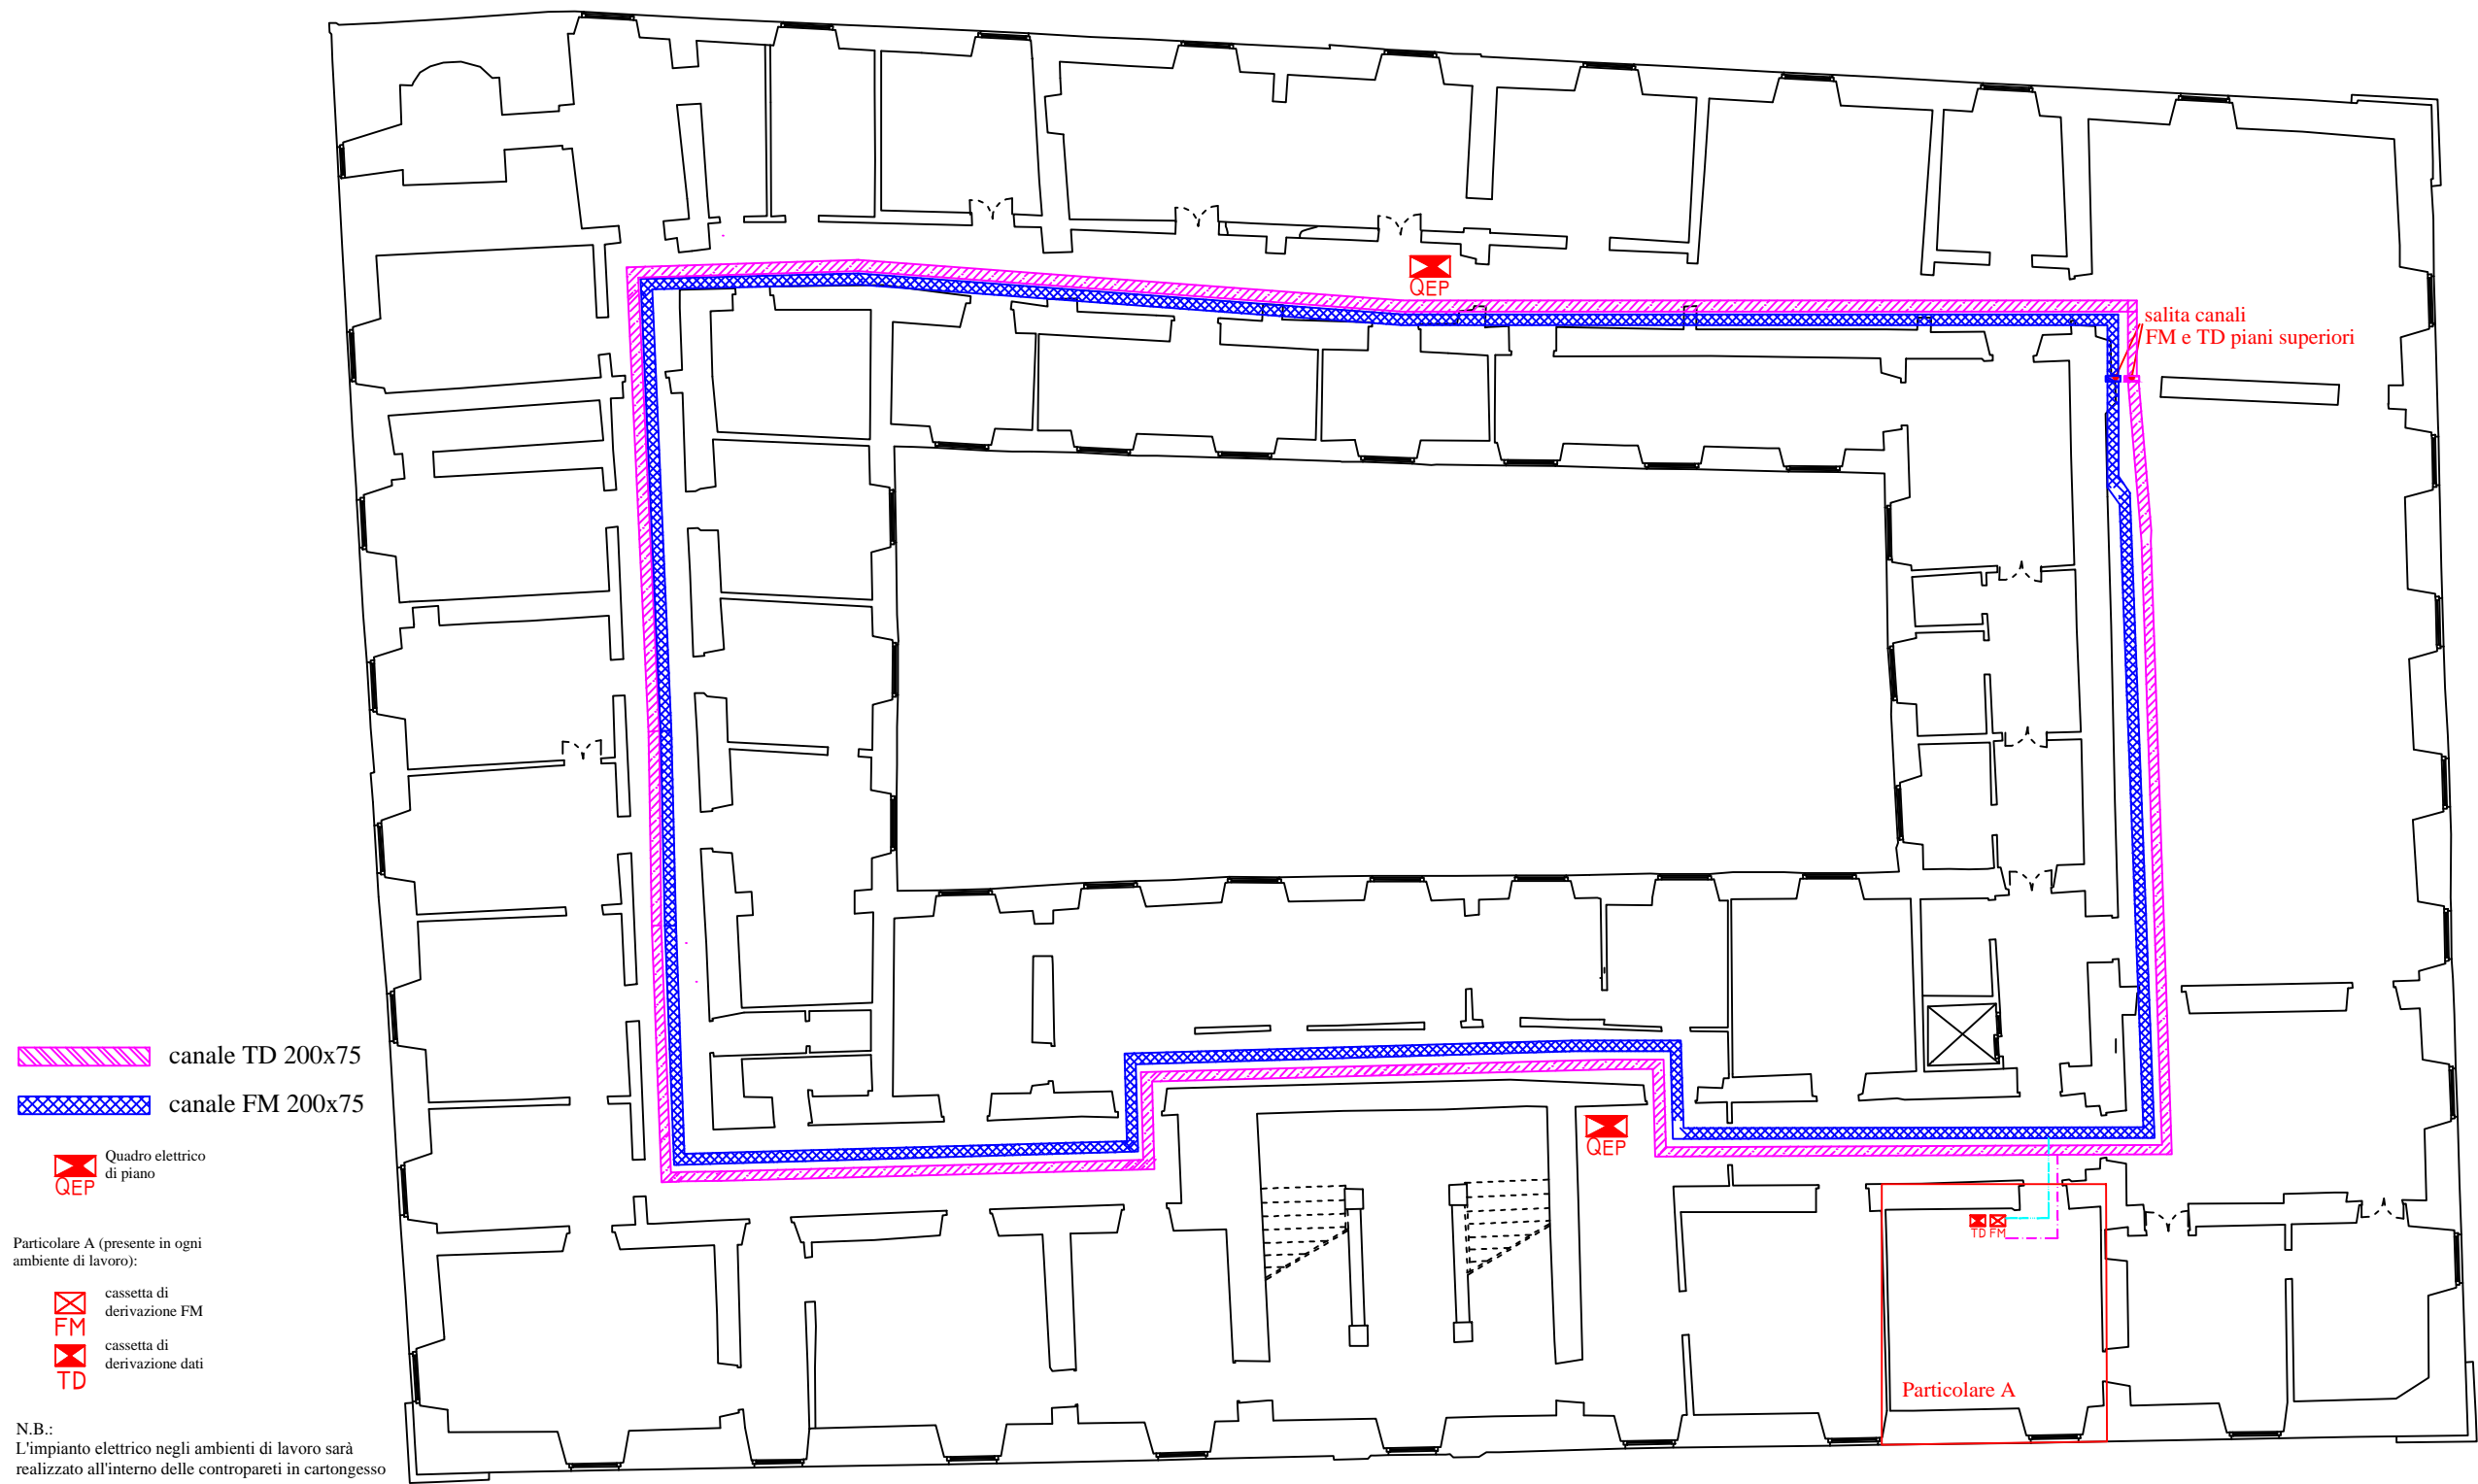 QEP
salita canali
FM e TD piani superiori
canale TD 200x75
canale FM 200x75
Quadro elettrico
di piano
QEP
QEP
Particolare A (presente in ogni
ambiente di lavoro):
cassetta di
derivazione FM
FM
cassetta di
derivazione dati
TD
TD FM
Particolare A
N.B.:
L'impianto elettrico negli ambienti di lavoro sarà
realizzato all'interno delle contropareti in cartongesso